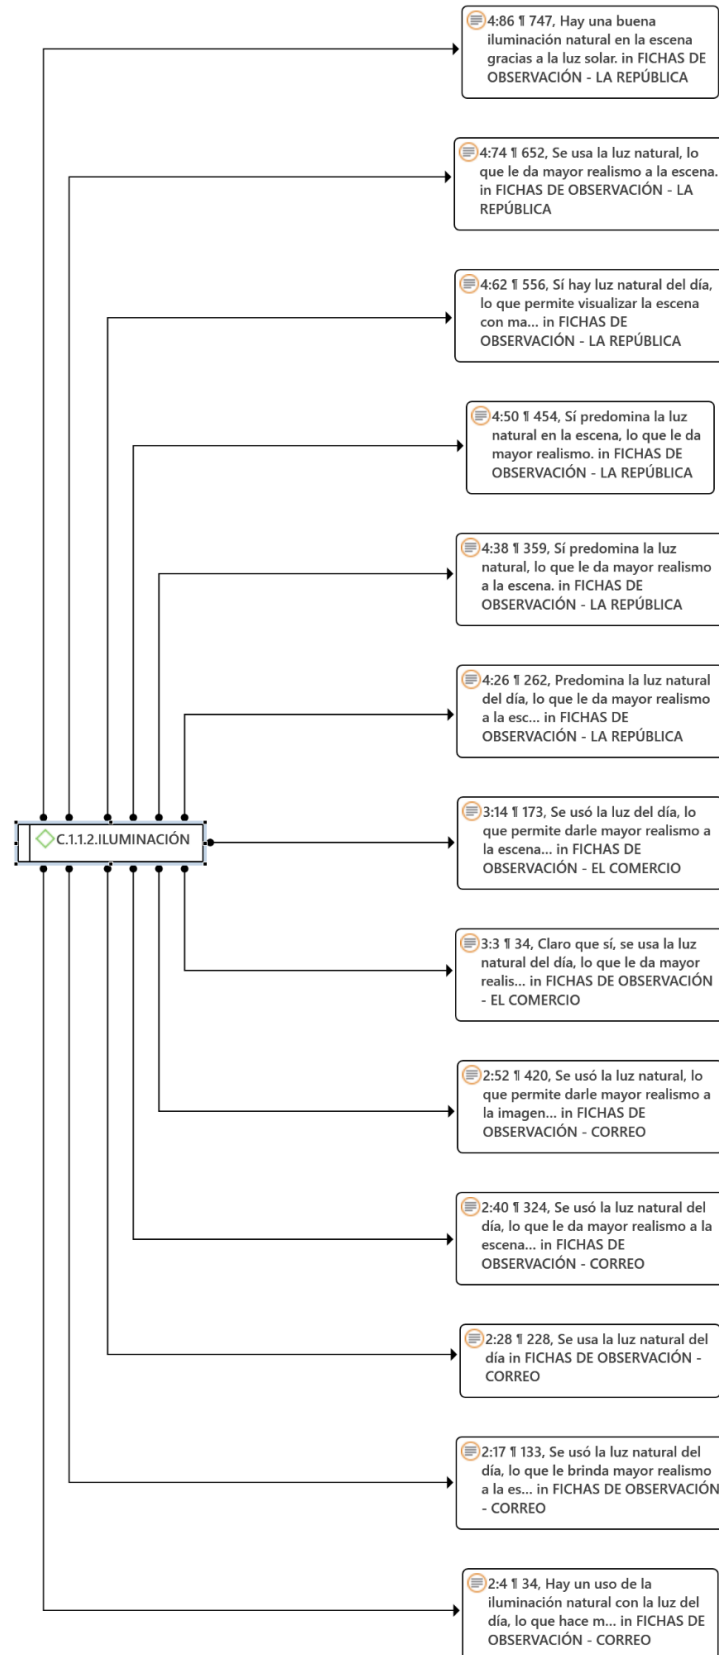 4:86 ¶ 747, Hay una buena
iluminación natural en la escena
gracias a la luz solar. in FICHAS DE
OBSERVACIÓN - LA REPÚBLICA
4:74 ¶ 652, Se usa la luz natural, lo
que le da mayor realismo a la escena.
in FICHAS DE OBSERVACIÓN - LA
REPÚBLICA
4:62 ¶ 556, Sí hay luz natural del día,
lo que permite visualizar la escena
con ma... in FICHAS DE
OBSERVACIÓN - LA REPÚBLICA
4:50 ¶ 454, Sí predomina la luz
natural en la escena, lo que le da
mayor realismo. in FICHAS DE
OBSERVACIÓN - LA REPÚBLICA
4:38 ¶ 359, Sí predomina la luz
natural, lo que le da mayor realismo
a la escena. in FICHAS DE
OBSERVACIÓN - LA REPÚBLICA
4:26 ¶ 262, Predomina la luz natural
del día, lo que le da mayor realismo
a la esc... in FICHAS DE
OBSERVACIÓN - LA REPÚBLICA
C.1.1.2.ILUMINACIÓN
3:14 ¶ 173, Se usó la luz del día, lo
que permite darle mayor realismo a
la escena... in FICHAS DE
OBSERVACIÓN - EL COMERCIO
3:3 ¶ 34, Claro que sí, se usa la luz
natural del día, lo que le da mayor
realis... in FICHAS DE OBSERVACIÓN
- EL COMERCIO
2:52 ¶ 420, Se usó la luz natural, lo
que permite darle mayor realismo a
la imagen... in FICHAS DE
OBSERVACIÓN - CORREO
2:40 ¶ 324, Se usó la luz natural del
día, lo que le da mayor realismo a la
escena... in FICHAS DE
OBSERVACIÓN - CORREO
2:28 ¶ 228, Se usa la luz natural del
día in FICHAS DE OBSERVACIÓN -
CORREO
2:17 ¶ 133, Se usó la luz natural del
día, lo que le brinda mayor realismo
a la es... in FICHAS DE OBSERVACIÓN
- CORREO
2:4 ¶ 34, Hay un uso de la
iluminación natural con la luz del
día, lo que hace m... in FICHAS DE
OBSERVACIÓN - CORREO